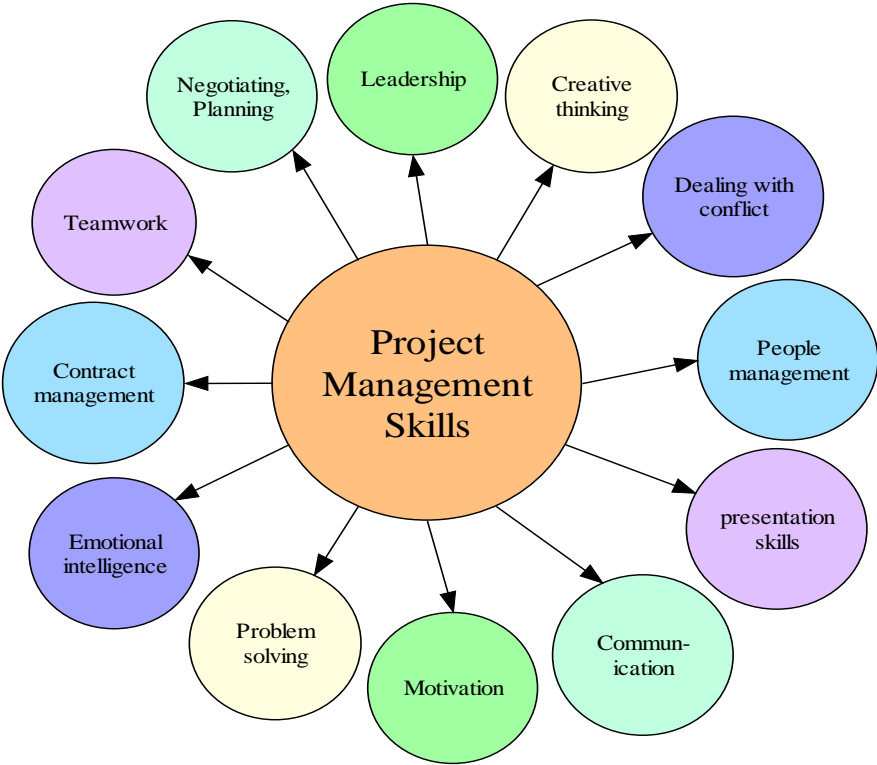 Leadership
Creative
thinking
Dealing with
conflict
People
management
presentation
skills
Commun-
ication
Motivation
Problem
solving
Emotional
intelligence
Contract
management
Teamwork
Negotiating,
Planning
Project
Management
Skills